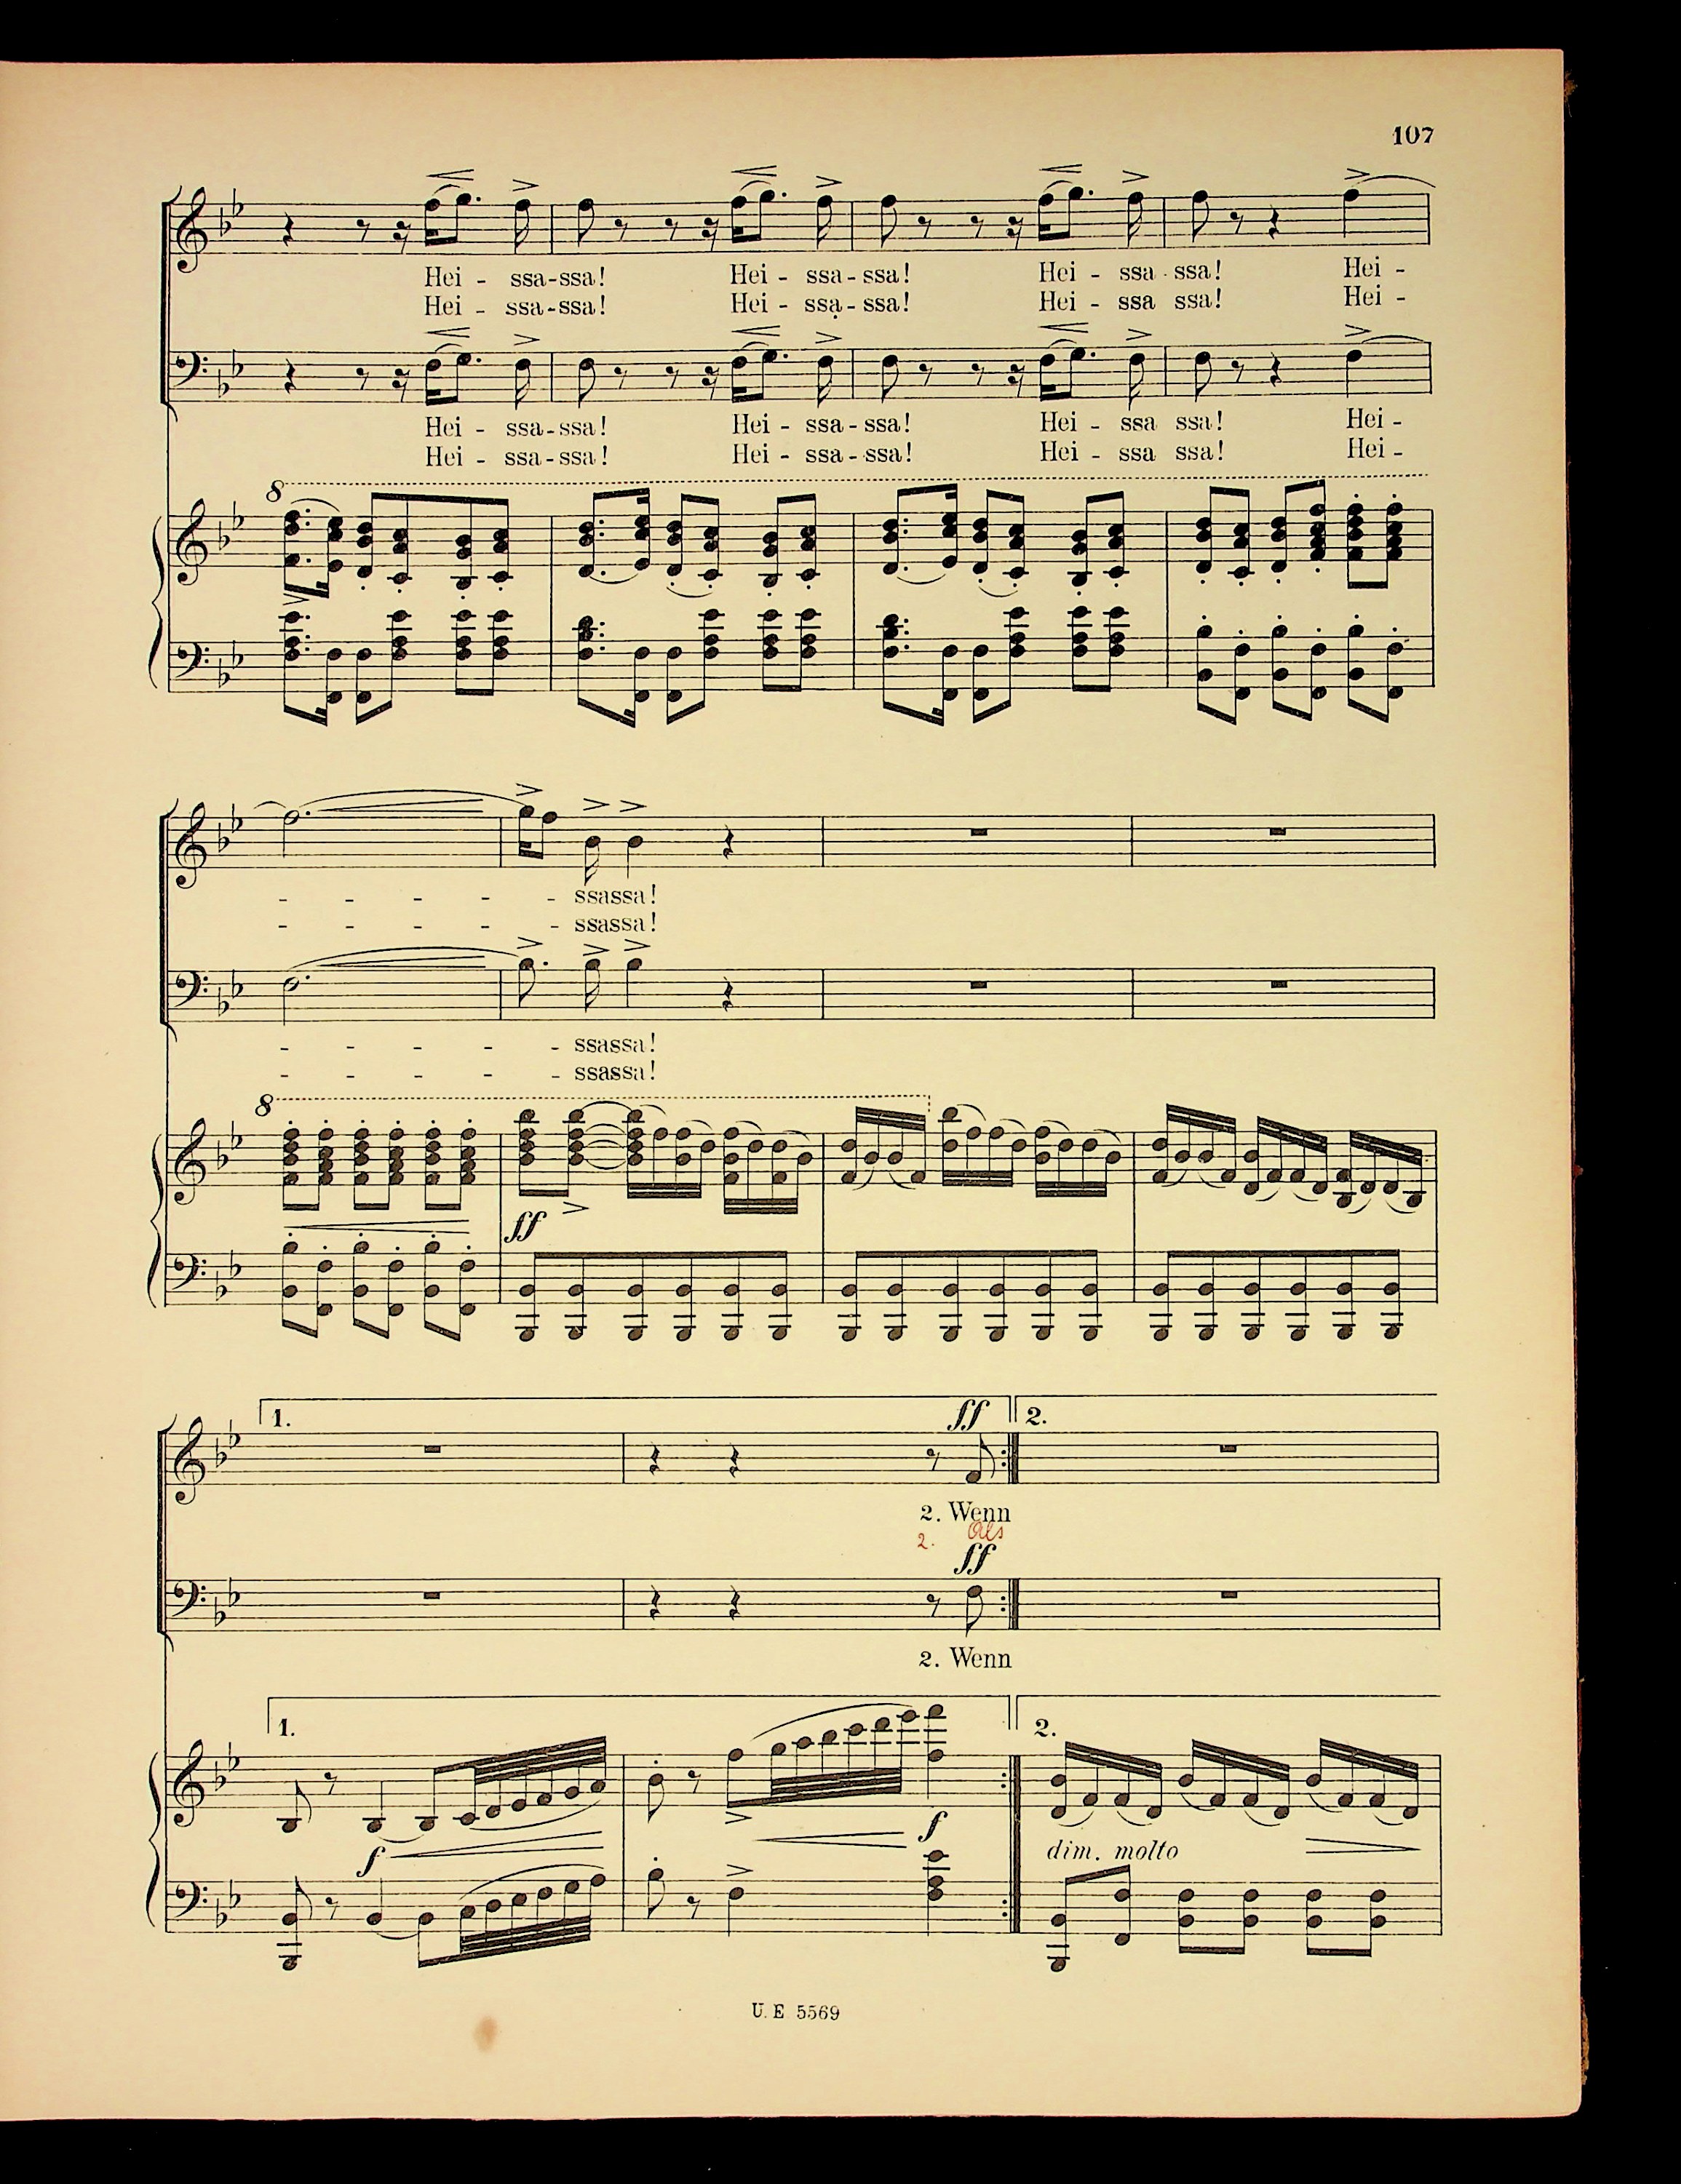 107
Hei - ssa-ssa! Hei - ssa-ssa! Hei - ssa-ssa! Hei -
Hei - ssa-ssa! Hei - ssa-ssa! Hei - ssa ssa! Hei -
Hei - ssa-ssa! Hei - ssa-ssa! Hei - ssa ssa! Hei -
Hei - ssa-ssa! Hei - ssa-ssa! Hei - ssa ssa! Hei -
8
- - - - - ssassa!
- - - - - ssassa!
- - - - - ssassa!
- - - - - ssassa!
8
ff
1. ff 2.
2. Wenn
2. Als
ff
2. Wenn
1. 2.
f f dim. molto
U. E. 5569